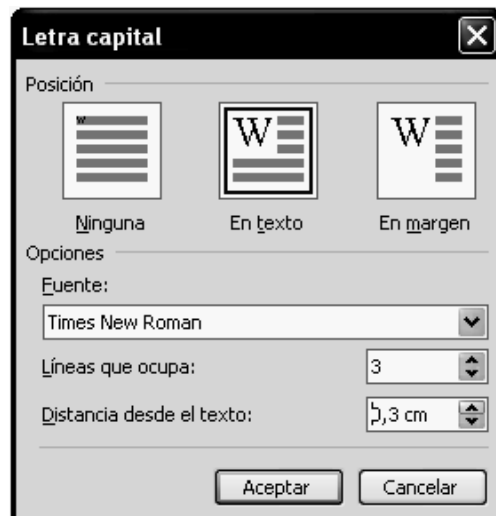 Letra capital
Posición
W W W
Ninguna En texto En margen
Opciones
Fuente:
Times New Roman
Líneas que ocupa: 3
Distancia desde el texto: ,3 cm
Aceptar Cancelar